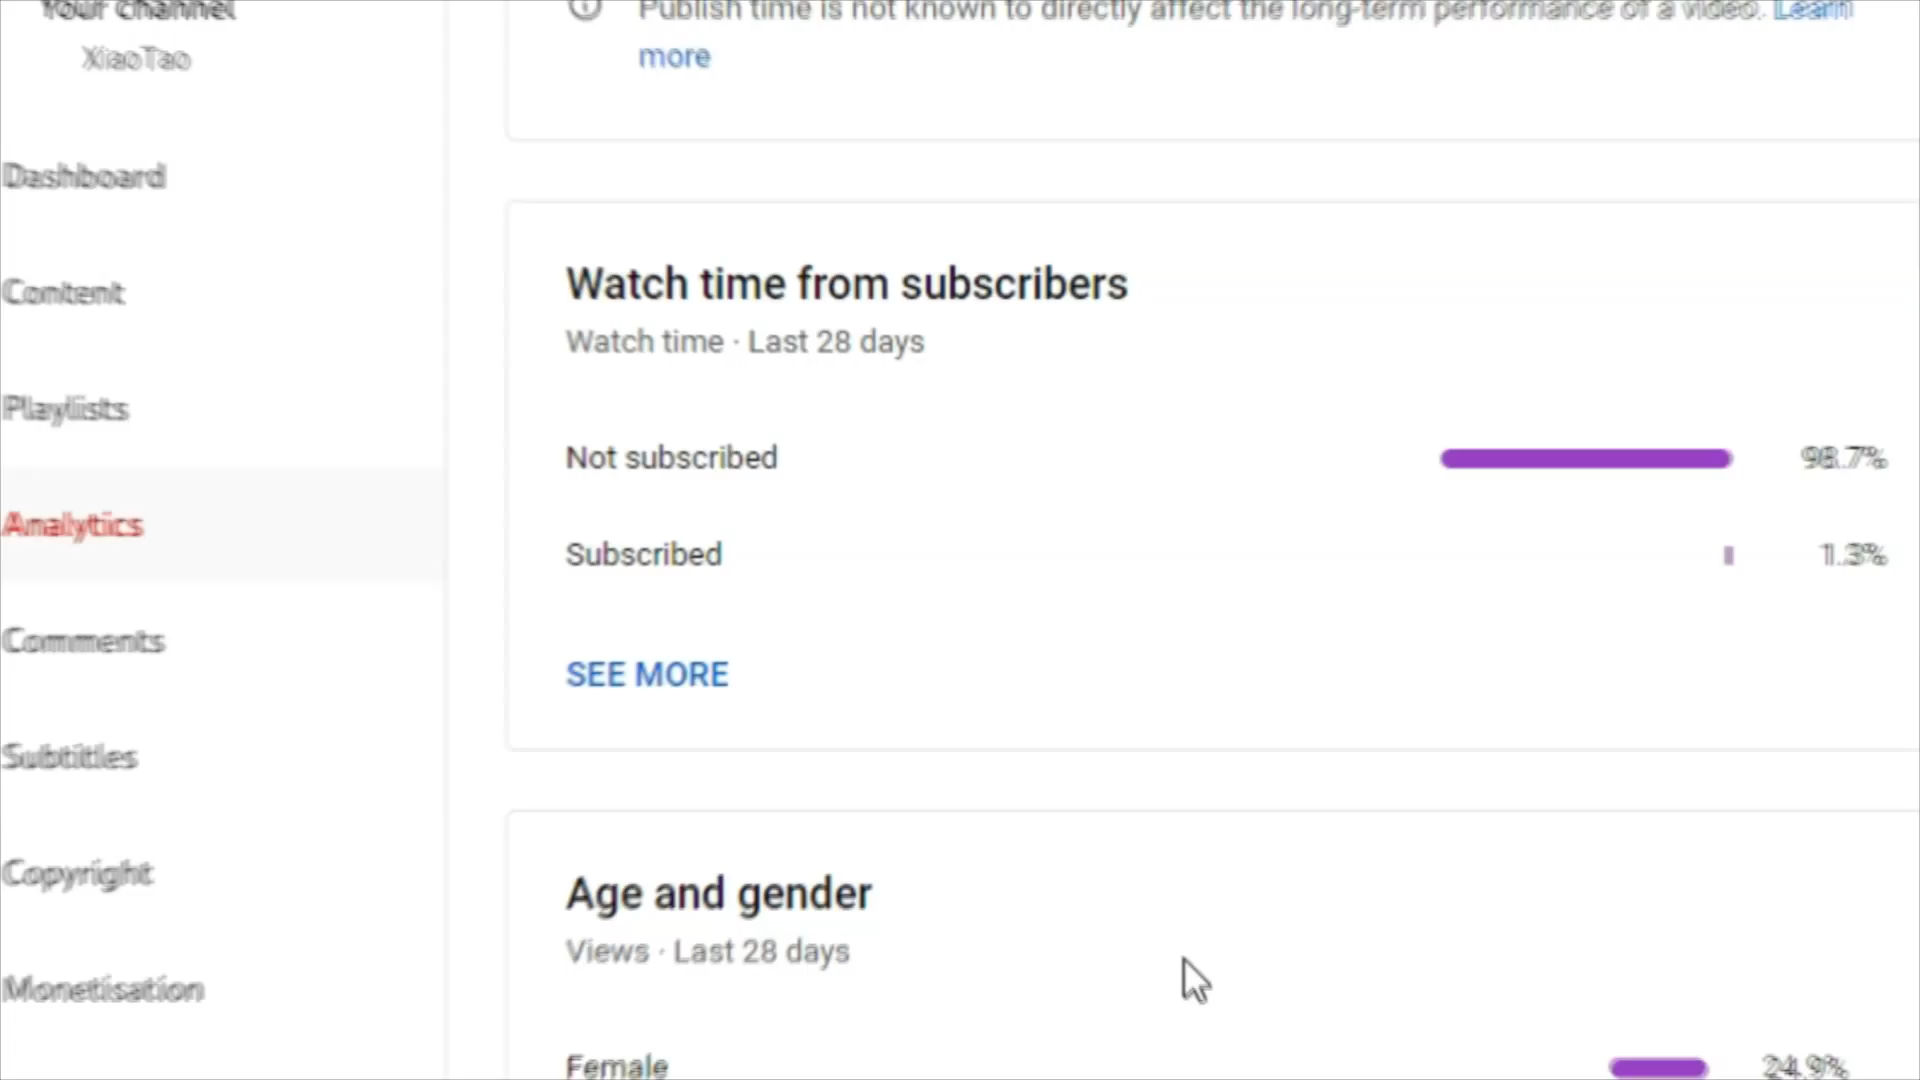 Your channel
XiaoTao
Dashboard
Content
Playlists
Analytics
Comments
Subtitles
Copyright
Monetisation
Publish time is not known to directly affect the long-term performance of a video. Learn
more
Watch time from subscribers
Watch time · Last 28 days
Not subscribed 98.7%
Subscribed 1.3%
SEE MORE
Age and gender
Views · Last 28 days
Female 24.9%